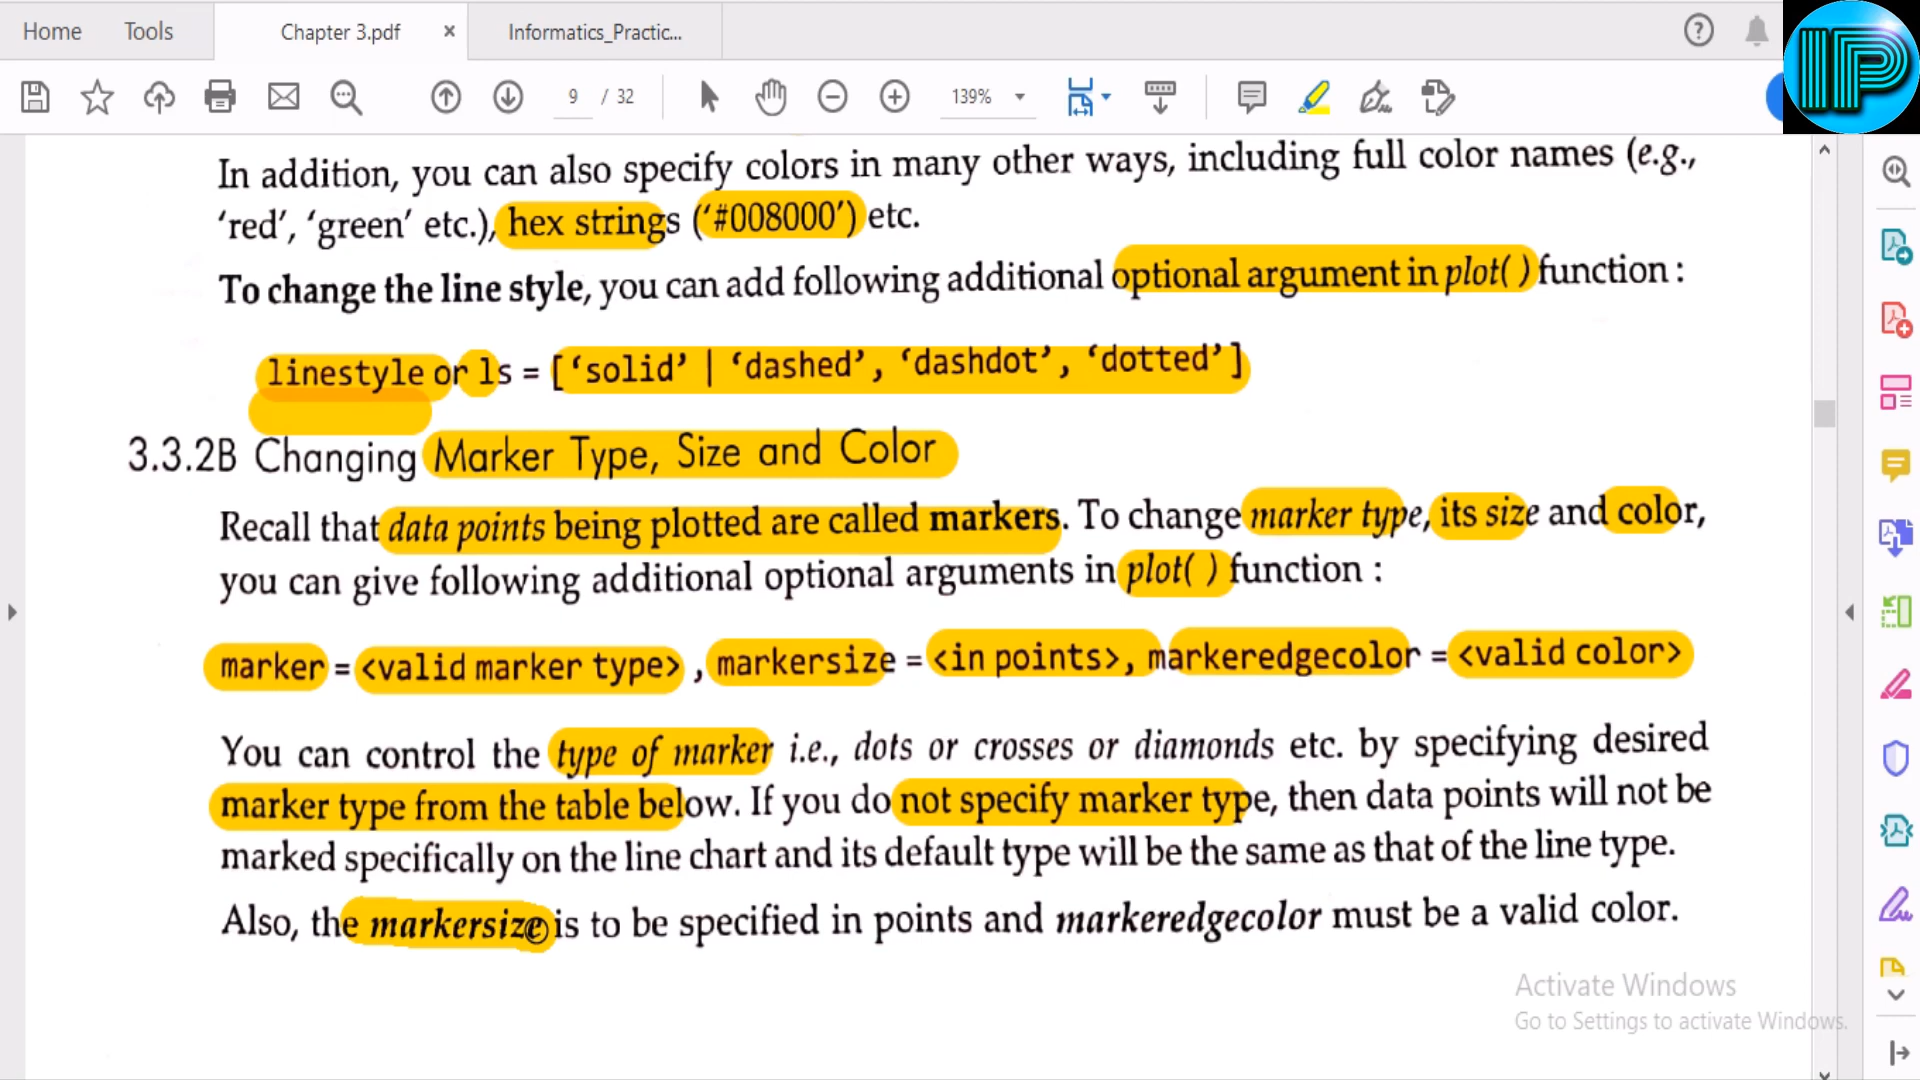 Home Tools Chapter 3.pdf × Informatics_Practic...
9 / 32 139%
IP
In addition, you can also specify colors in many other ways, including full color names (e.g.,
‘red’, ‘green’ etc.), hex strings (‘#008000’) etc.
To change the line style, you can add following additional optional argument in plot( ) function :
linestyle or ls = [‘solid’ | ‘dashed’, ‘dashdot’, ‘dotted’]
3.3.2B Changing Marker Type, Size and Color
Recall that data points being plotted are called markers. To change marker type, its size and color,
you can give following additional optional arguments in plot( ) function :
marker = <valid marker type> , markersize = <in points>, markeredgecolor = <valid color>
You can control the type of marker i.e., dots or crosses or diamonds etc. by specifying desired
marker type from the table below. If you do not specify marker type, then data points will not be
marked specifically on the line chart and its default type will be the same as that of the line type.
Also, the markersize is to be specified in points and markeredgecolor must be a valid color.
Activate Windows
Go to Settings to activate Windows.